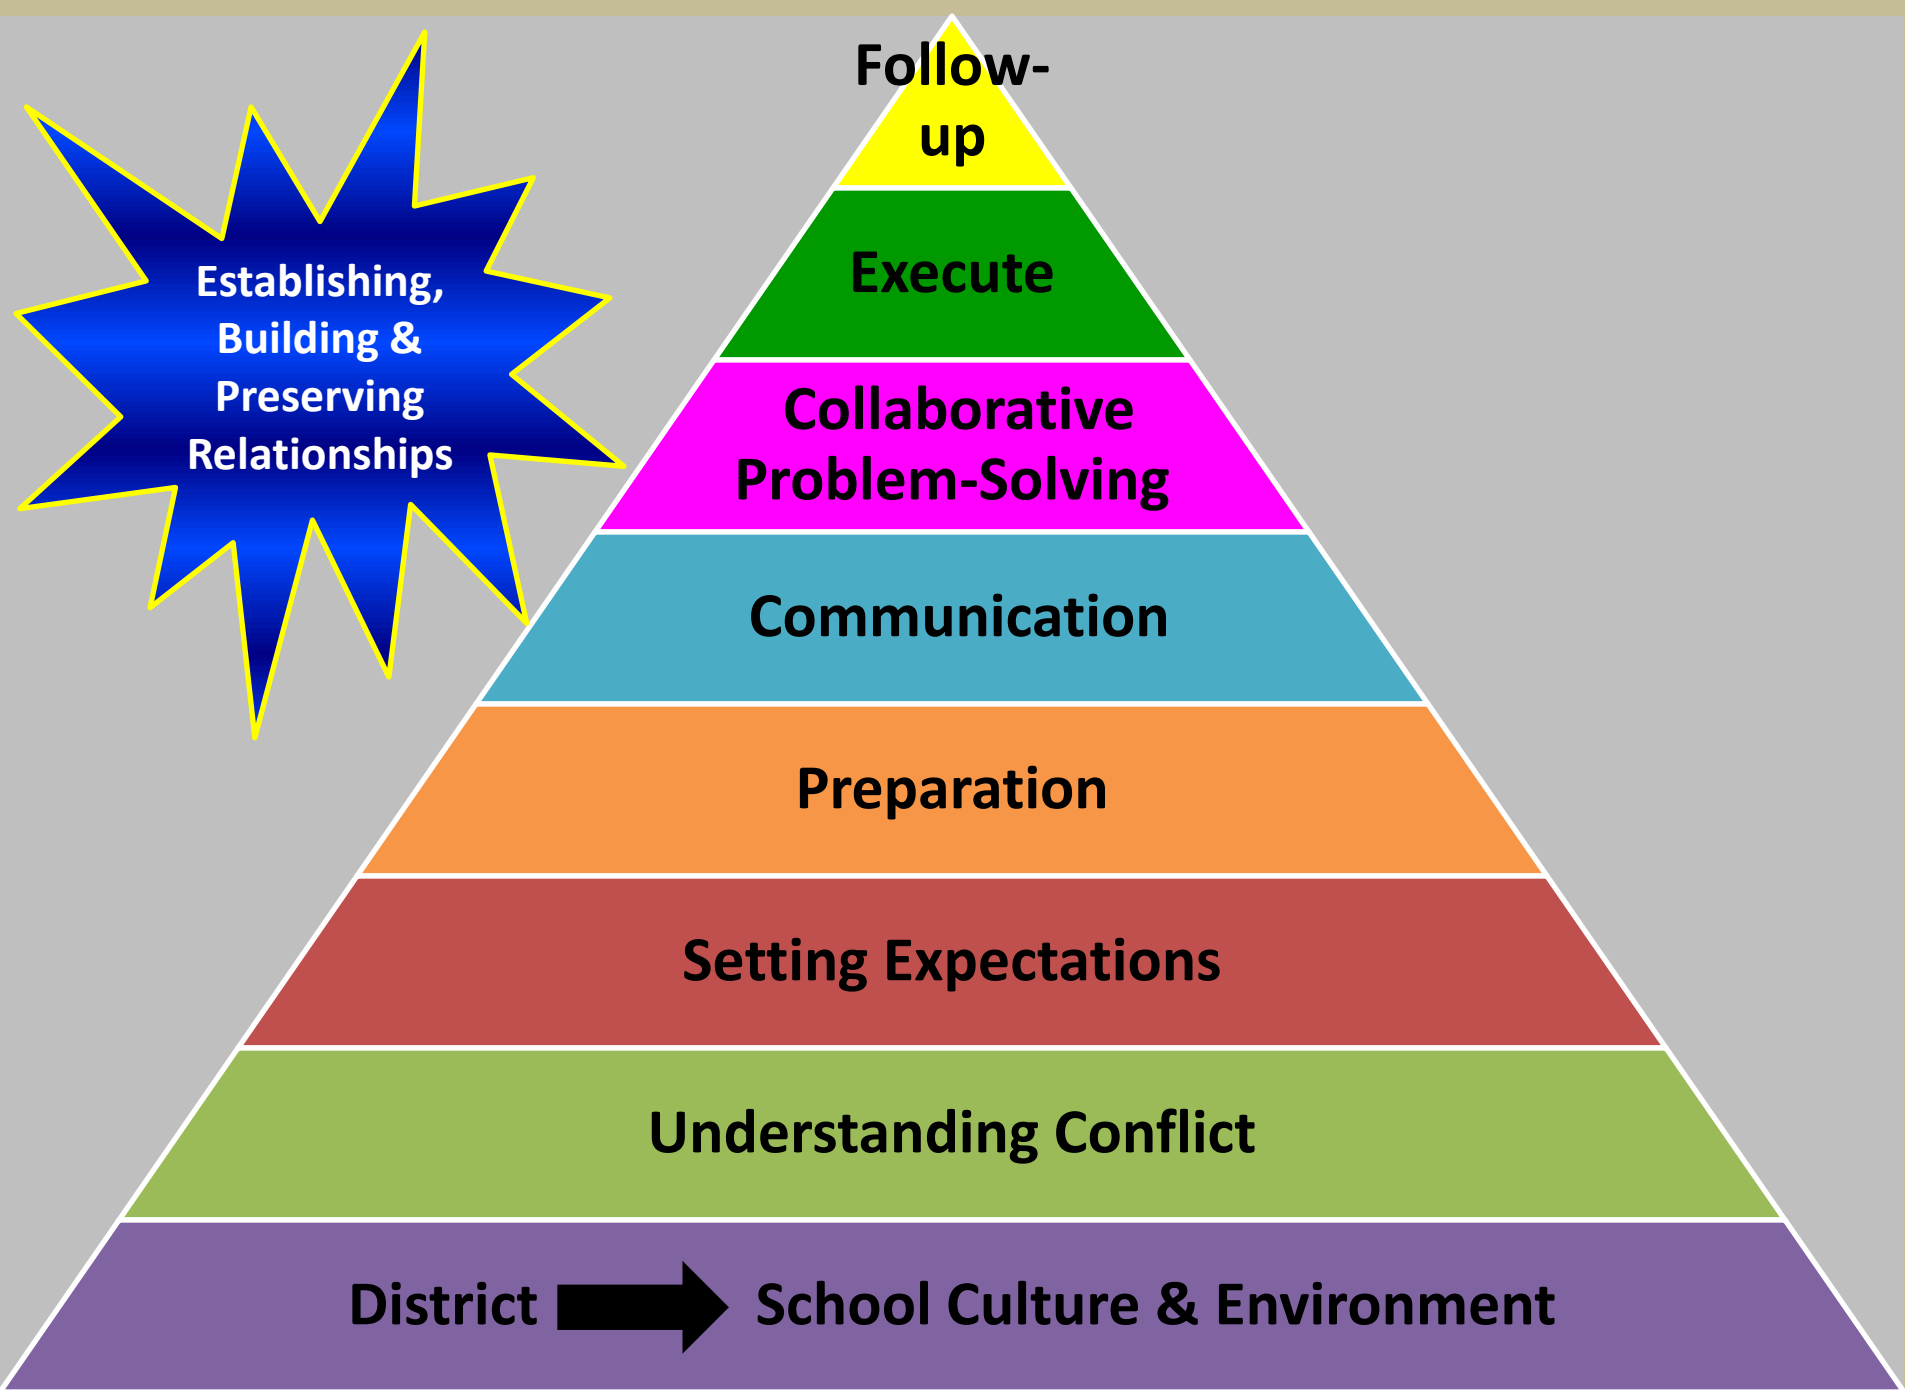 Follow-
up
Establishing,
Building &
Preserving
Relationships
Execute
Collaborative
Problem-Solving
Communication
Preparation
Setting Expectations
Understanding Conflict
District School Culture & Environment